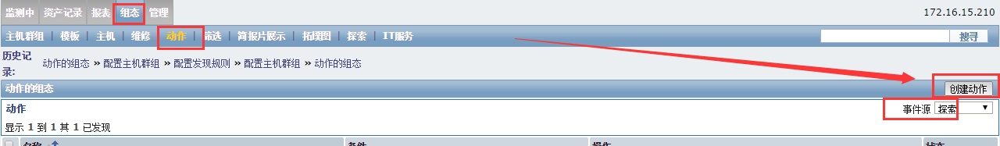 监测中 资产记录 报表 组态 管理
172.16.15.210
主机群组 | 模板 | 主机 | 维修 | 动作 | 筛选 | 简报片展示 | 拓璞图 | 探索 | IT服务 搜寻
历史记录: 动作的组态 » 配置主机群组 » 配置发现规则 » 配置主机群组 » 动作的组态
动作的组态 创建动作
动作 事件源 探索
显示 1 到 1 其 1 已发现
名称 条件 操作 状态